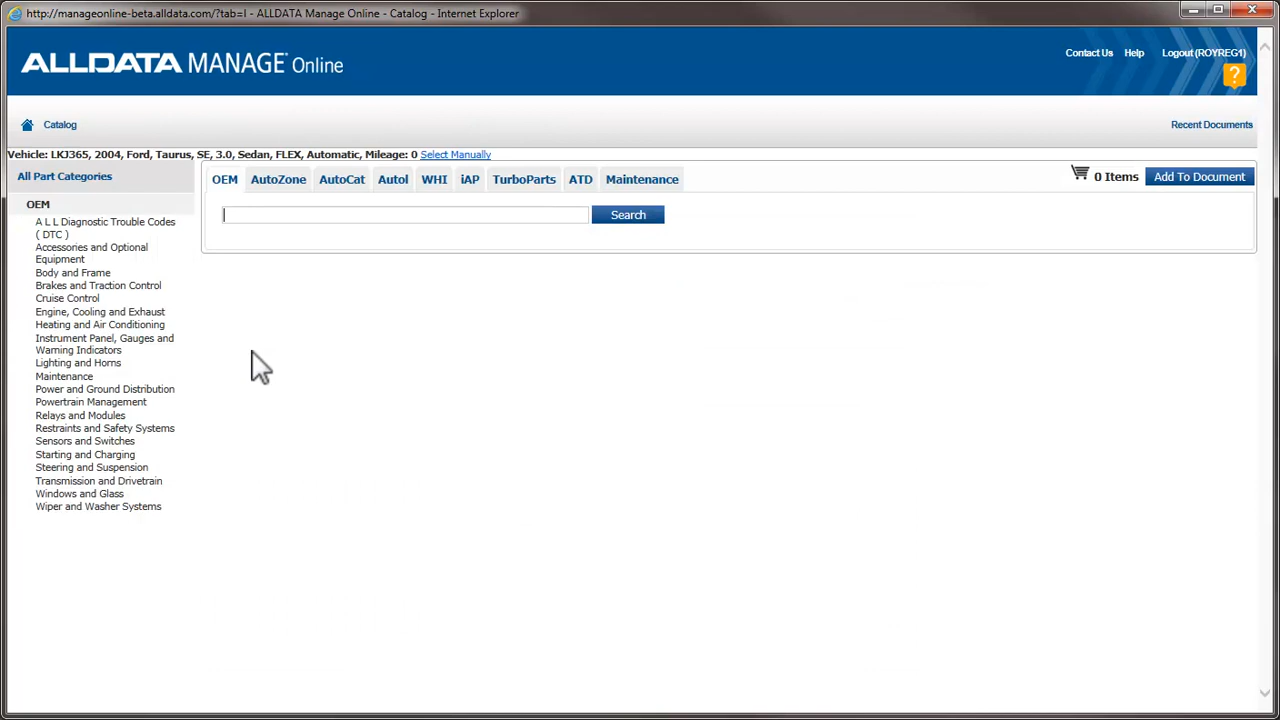 http://manageonline-beta.alldata.com/?tab=I - ALLDATA Manage Online - Catalog - Internet Explorer
ALLDATA MANAGE Online
Contact Us Help Logout (ROYREG1)
?
Catalog
Recent Documents
Vehicle: LKJ365, 2004, Ford, Taurus, SE, 3.0, Sedan, FLEX, Automatic, Mileage: 0 Select Manually
All Part Categories
OEM AutoZone AutoCat AutoI WHI iAP TurboParts ATD Maintenance
0 Items Add To Document
Search
OEM
A L L Diagnostic Trouble Codes
( DTC )
Accessories and Optional
Equipment
Body and Frame
Brakes and Traction Control
Cruise Control
Engine, Cooling and Exhaust
Heating and Air Conditioning
Instrument Panel, Gauges and
Warning Indicators
Lighting and Horns
Maintenance
Power and Ground Distribution
Powertrain Management
Relays and Modules
Restraints and Safety Systems
Sensors and Switches
Starting and Charging
Steering and Suspension
Transmission and Drivetrain
Windows and Glass
Wiper and Washer Systems